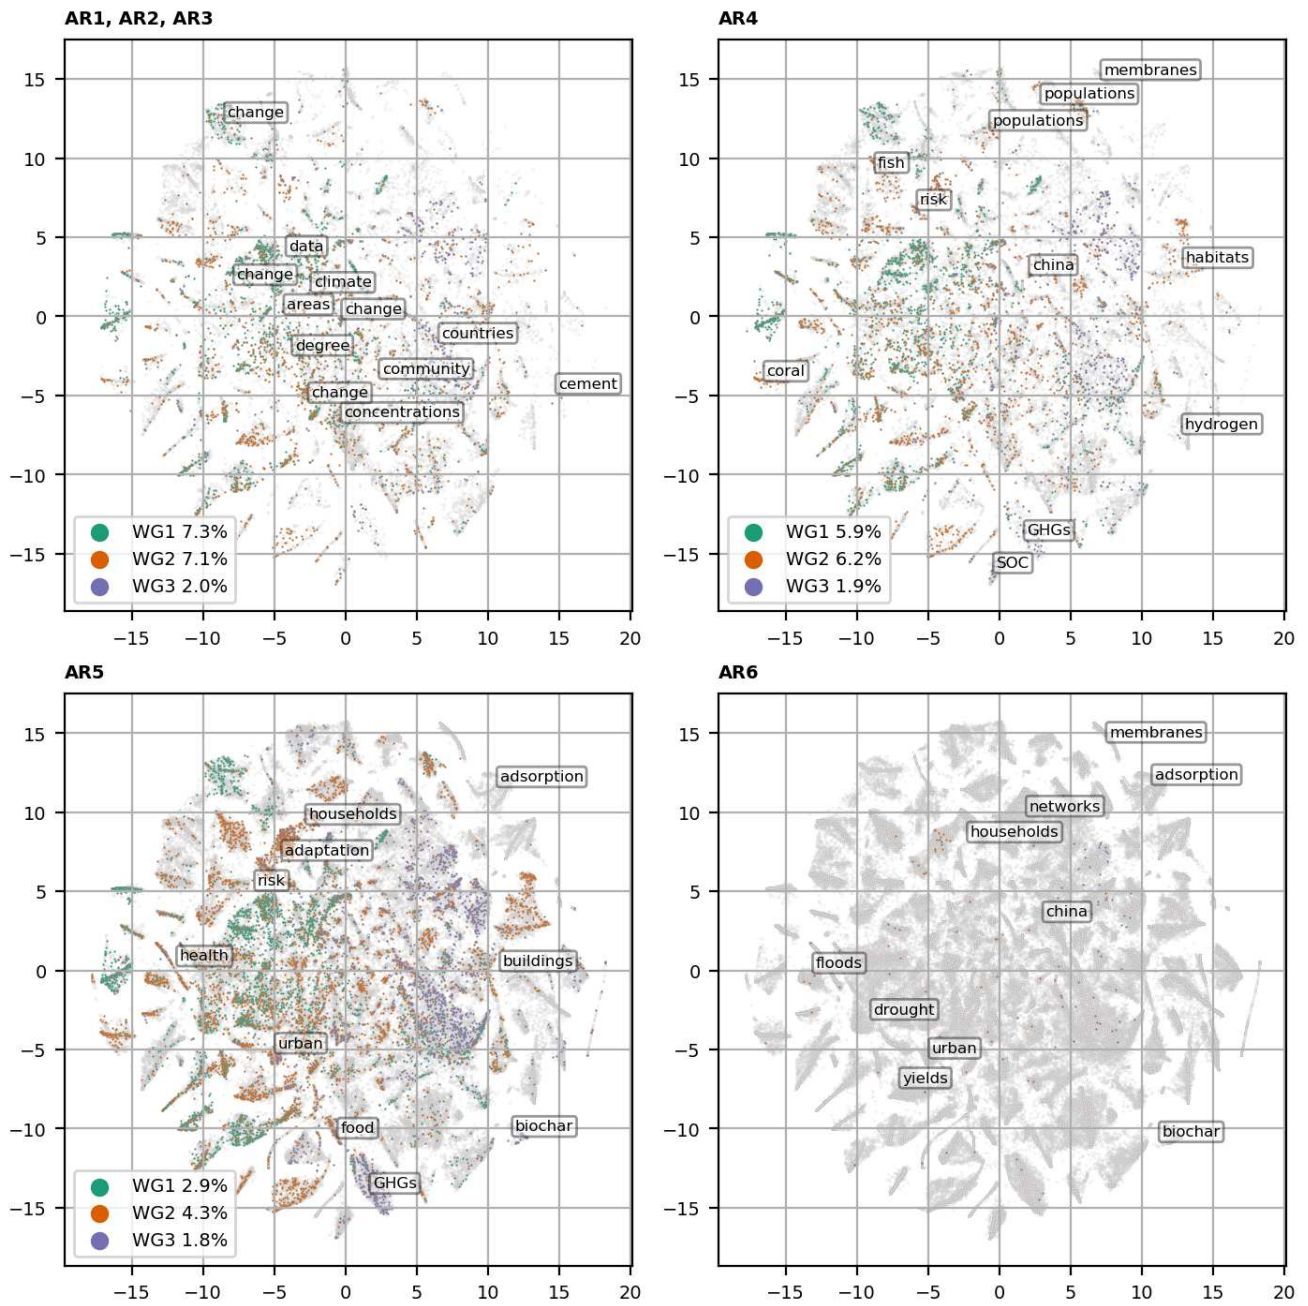 AR1, AR2, AR3
15
10
5
0
−5
−10
−15
change
data
change
climate
areas
change
degree
countries
community
change
cement
concentrations
WG1 7.3%
WG2 7.1%
WG3 2.0%
−15 −10 −5 0 5 10 15 20
AR4
15
10
5
0
−5
−10
−15
membranes
populations
populations
fish
risk
habitats
china
coral
hydrogen
GHGs
SOC
WG1 5.9%
WG2 6.2%
WG3 1.9%
−15 −10 −5 0 5 10 15 20
AR5
15
10
5
0
−5
−10
−15
adsorption
households
adaptation
risk
health
buildings
urban
food
biochar
GHGs
WG1 2.9%
WG2 4.3%
WG3 1.8%
−15 −10 −5 0 5 10 15 20
AR6
15
10
5
0
−5
−10
−15
membranes
adsorption
networks
households
china
floods
drought
urban
yields
biochar
−15 −10 −5 0 5 10 15 20